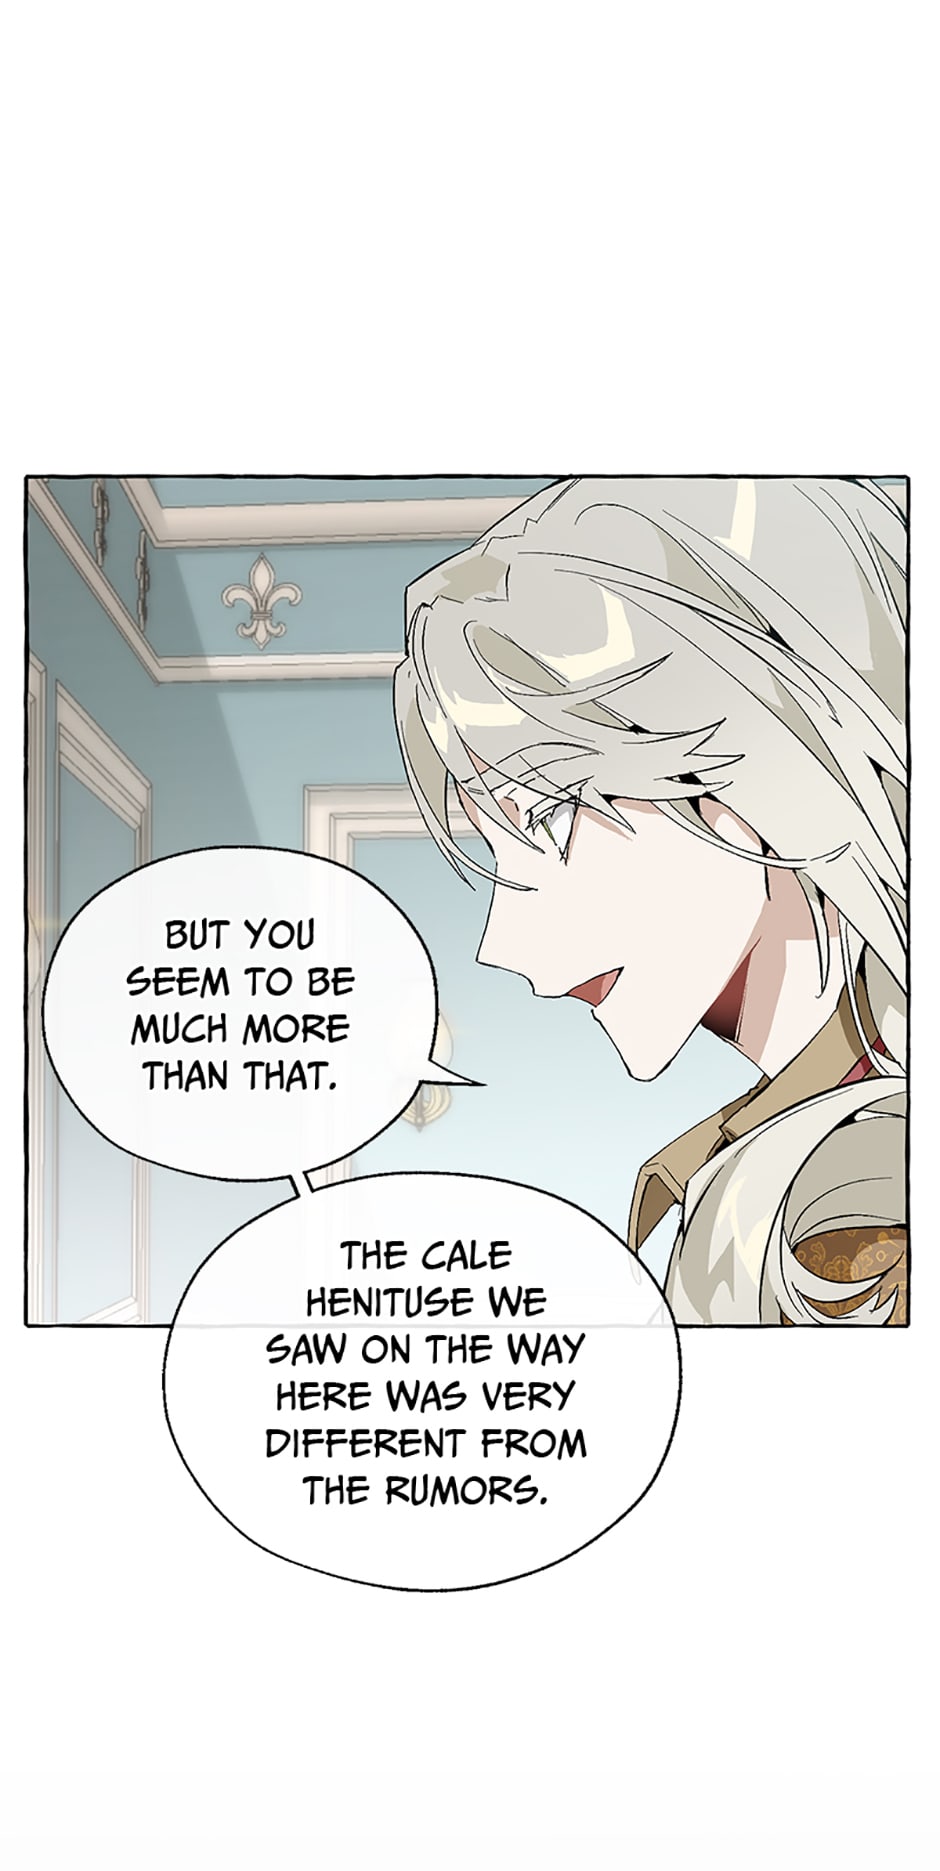 BUT YOU
SEEM TO BE
MUCH MORE
THAN THAT.
THE CALE
HENITUSE WE
SAW ON THE WAY
HERE WAS VERY
DIFFERENT FROM
THE RUMORS.